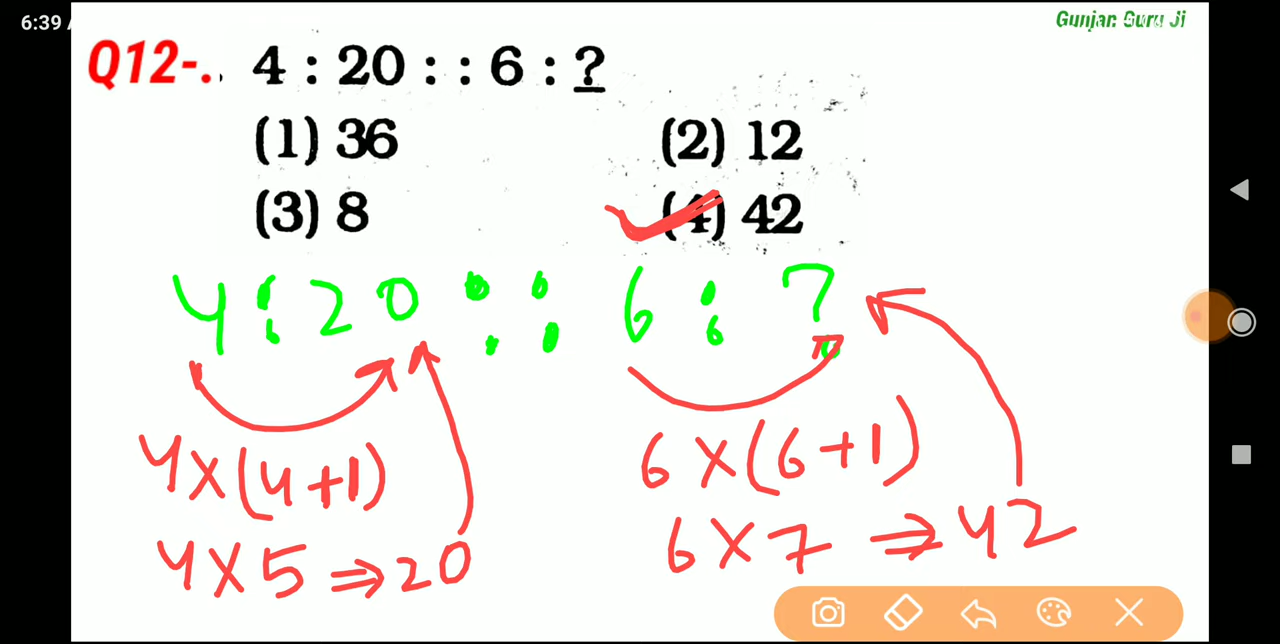 6:39
Gunjan Guru Ji
Q12-. 4 : 20 : : 6 : ?
(1) 36 (2) 12
(3) 8 (4) 42
4 : 20 : : 6 : ?
4×(4+1) 6×(6+1)
4×5⇒20 6×7⇒42